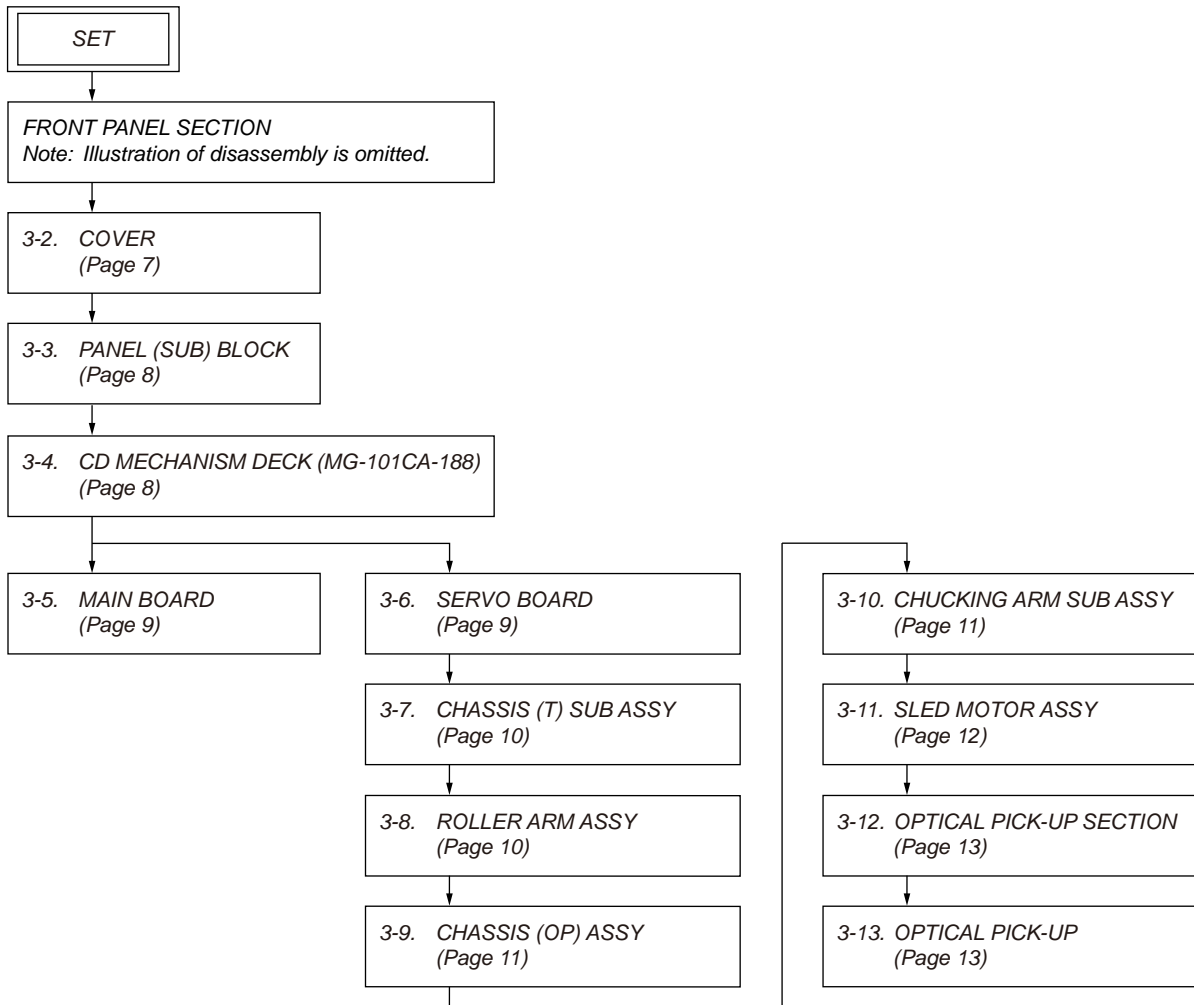 SET
FRONT PANEL SECTION
Note: Illustration of disassembly is omitted.
3-2. COVER
(Page 7)
3-3. PANEL (SUB) BLOCK
(Page 8)
3-4. CD MECHANISM DECK (MG-101CA-188)
(Page 8)
3-5. MAIN BOARD
(Page 9)
3-6. SERVO BOARD
(Page 9)
3-7. CHASSIS (T) SUB ASSY
(Page 10)
3-8. ROLLER ARM ASSY
(Page 10)
3-9. CHASSIS (OP) ASSY
(Page 11)
3-10. CHUCKING ARM SUB ASSY
(Page 11)
3-11. SLED MOTOR ASSY
(Page 12)
3-12. OPTICAL PICK-UP SECTION
(Page 13)
3-13. OPTICAL PICK-UP
(Page 13)